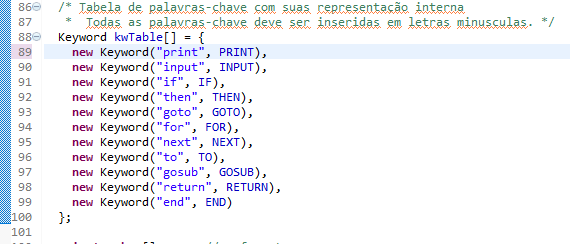 86 /* Tabela de palavras-chave com suas representação interna
87 * Todas as palavras-chave deve ser inseridas em letras minusculas. */
88 Keyword kwTable[] = {
89 new Keyword("print", PRINT),
90 new Keyword("input", INPUT),
91 new Keyword("if", IF),
92 new Keyword("then", THEN),
93 new Keyword("goto", GOTO),
94 new Keyword("for", FOR),
95 new Keyword("next", NEXT),
96 new Keyword("to", TO),
97 new Keyword("gosub", GOSUB),
98 new Keyword("return", RETURN),
99 new Keyword("end", END)
100 };
101